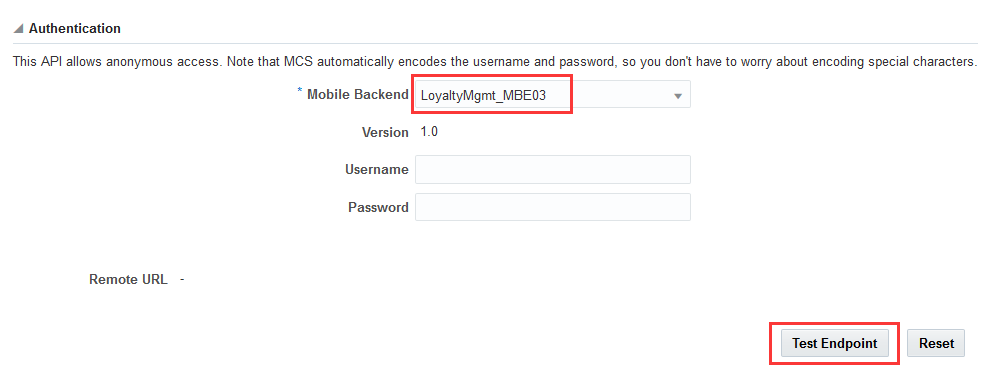 Authentication
This API allows anonymous access. Note that MCS automatically encodes the username and password, so you don't have to worry about encoding special characters.
* Mobile Backend LoyaltyMgmt_MBE03
Version 1.0
Username
Password
Remote URL -
Test Endpoint Reset